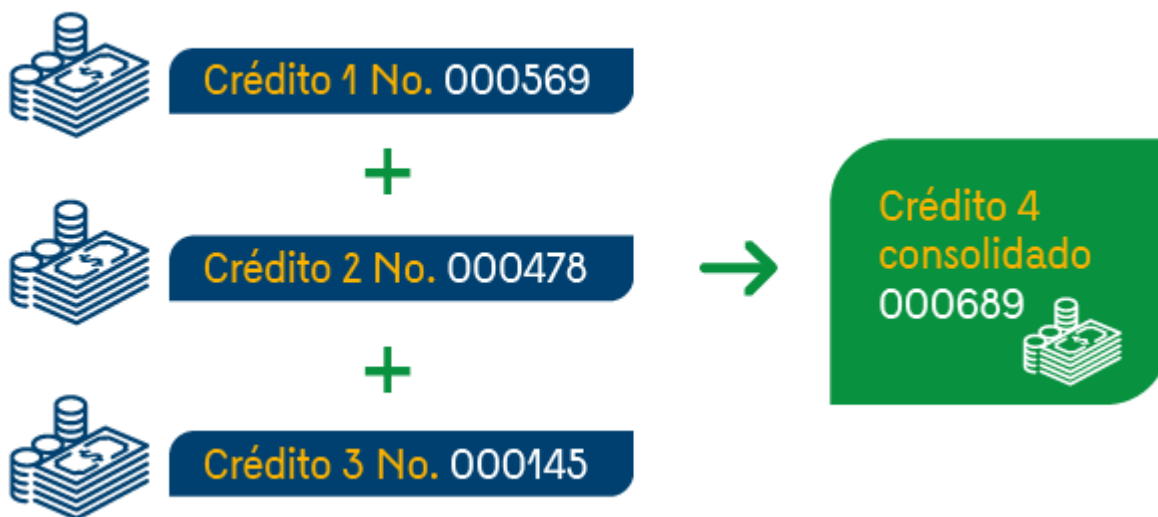 Crédito 1 No. 000569
+
Crédito 2 No. 000478
+
Crédito 3 No. 000145
Crédito 4
consolidado
000689